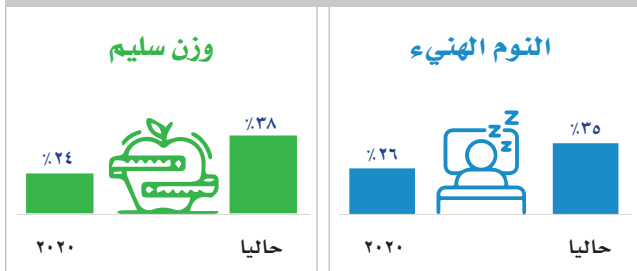 النوم الهنيء
٪٣٥
٪٢٦
حاليا
٢٠٢٠
وزن سليم
٪٣٨
٪٢٤
حاليا
٢٠٢٠